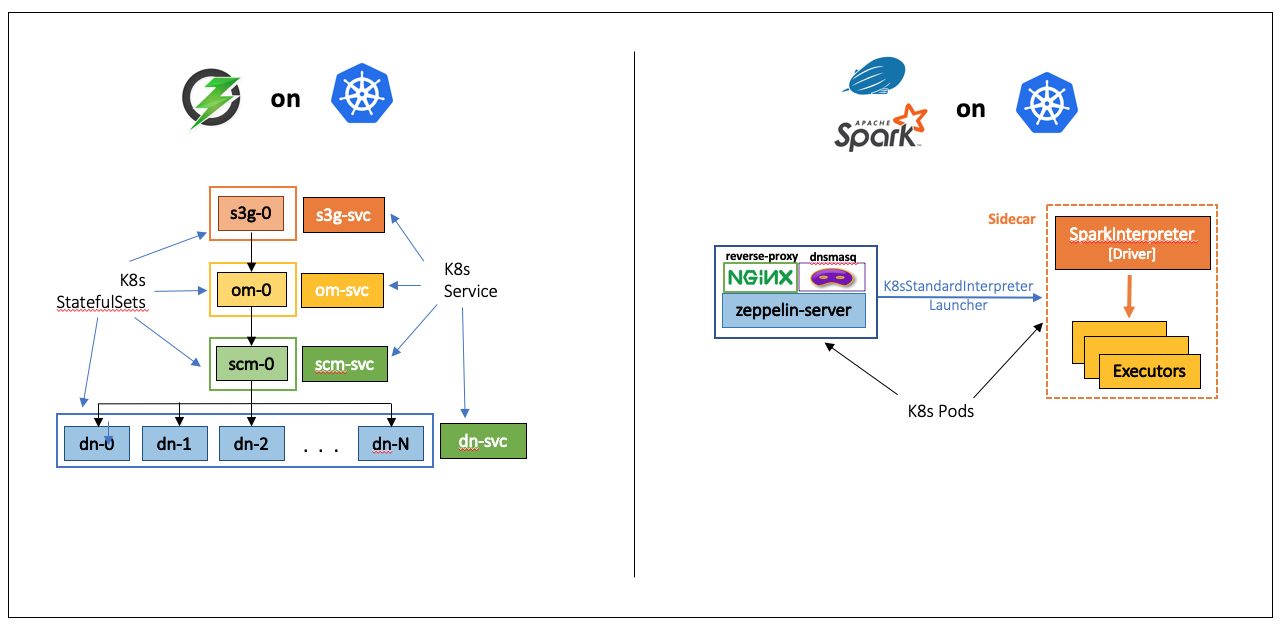 on
s3g-0
s3g-svc
K8s
StatefulSets
om-0
om-svc
K8s
Service
scm-0
scm-svc
dn-0
dn-1
dn-2
. . .
dn-N
dn-svc
APACHE
Spark™
on
Sidecar
SparkInterpreter
[Driver]
reverse-proxy
dnsmasq
NGINX
zeppelin-server
K8sStandardInterpreter
Launcher
Executors
K8s Pods